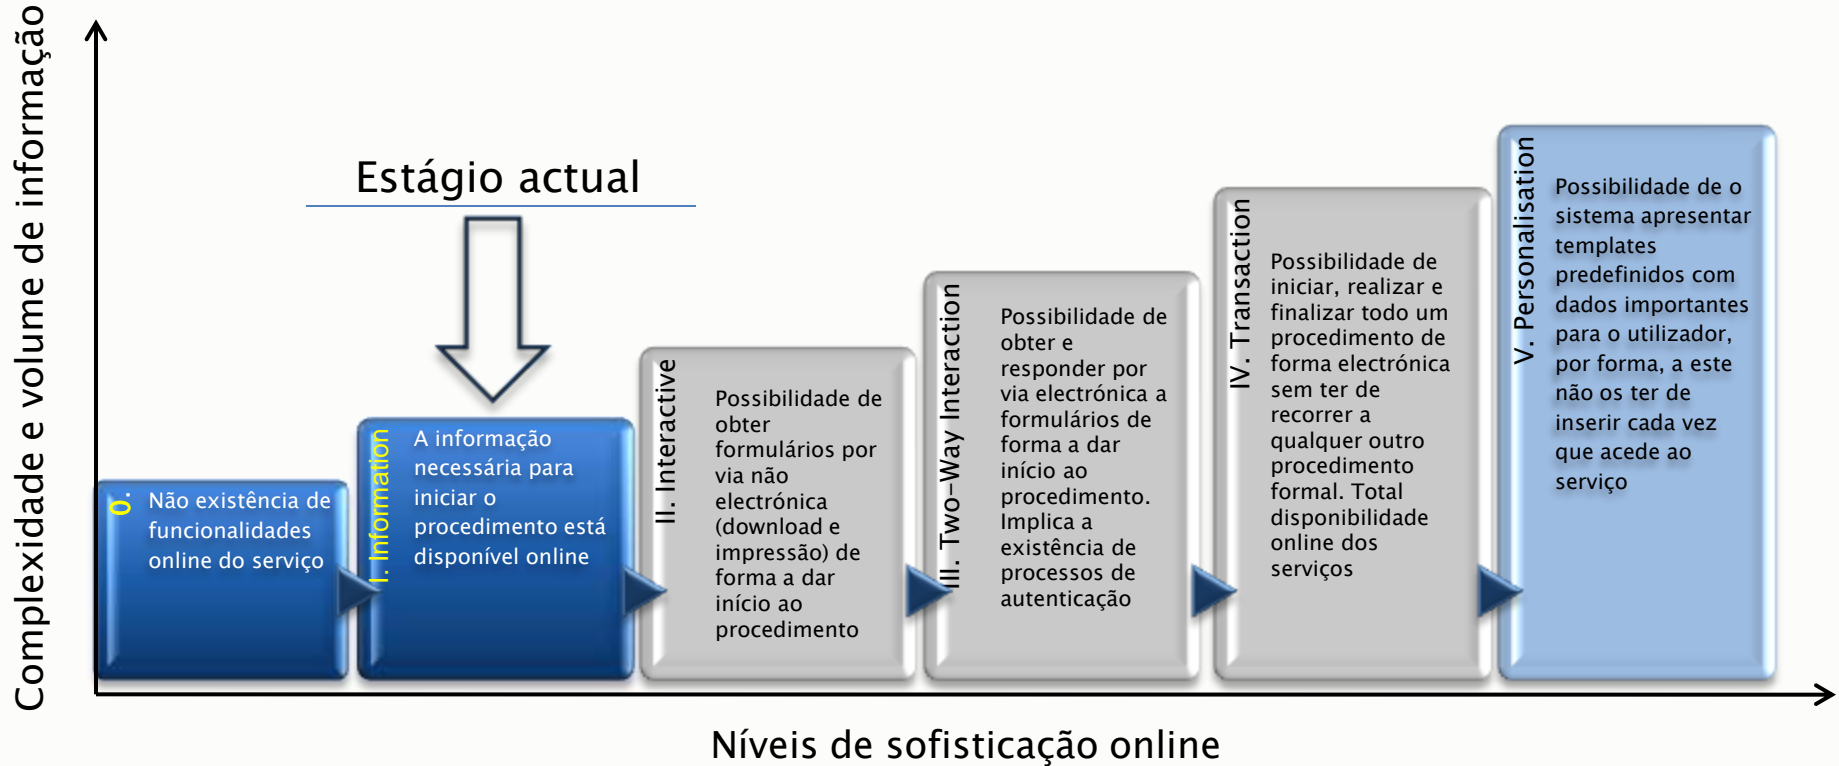 Complexidade e volume de informação
Estágio actual
0.
Não existência de
funcionalidades
online do serviço
I. Information
A informação
necessária para
iniciar o
procedimento está
disponível online
II. Interactive
Possibilidade de
obter
formulários por
via não
electrónica
(download e
impressão) de
forma a dar
início ao
procedimento
III. Two-Way Interaction
Possibilidade de
obter e
responder por
via electrónica a
formulários de
forma a dar
início ao
procedimento.
Implica a
existência de
processos de
autenticação
IV. Transaction
Possibilidade de
iniciar, realizar e
finalizar todo um
procedimento de
forma electrónica
sem ter de
recorrer a
qualquer outro
procedimento
formal. Total
disponibilidade
online dos
serviços
V. Personalisation
Possibilidade de o
sistema apresentar
templates
predefinidos com
dados importantes
para o utilizador,
por forma, a este
não os ter de
inserir cada vez
que acede ao
serviço
Níveis de sofisticação online